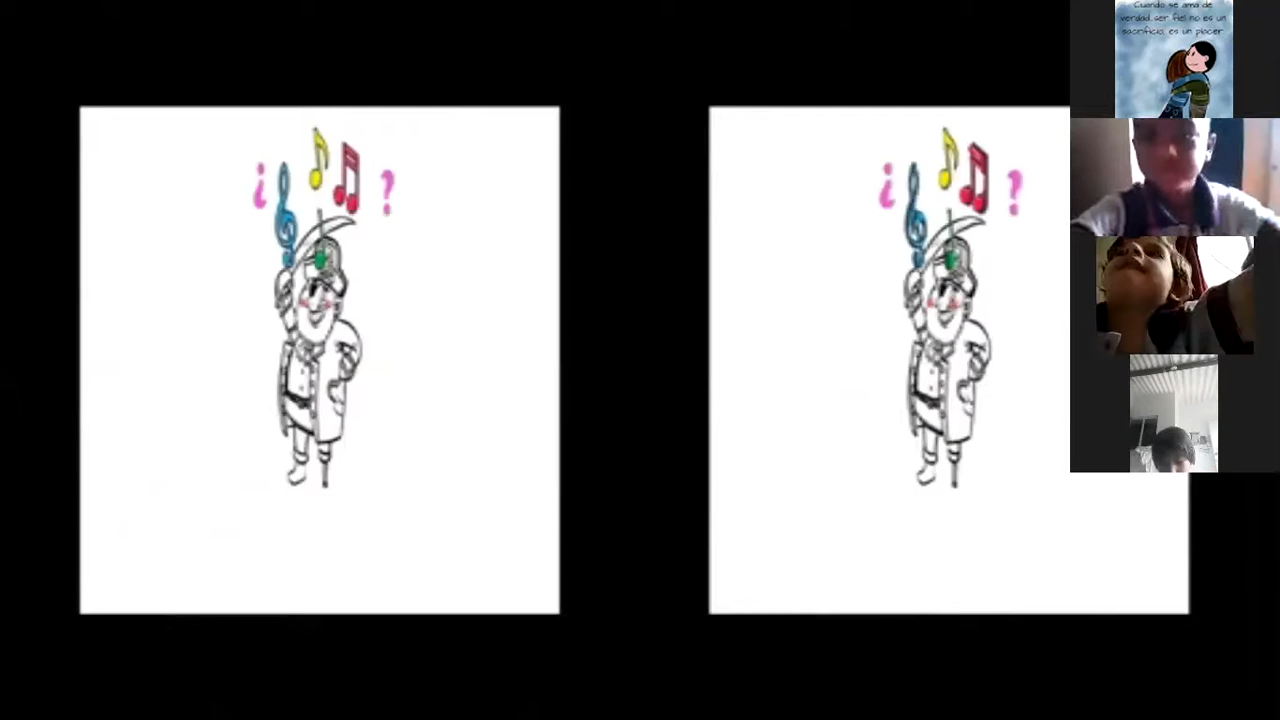 ¿ ?
¿ ?
Cuando se ama de
verdad, ser fiel no es un
sacrificio, es un placer.